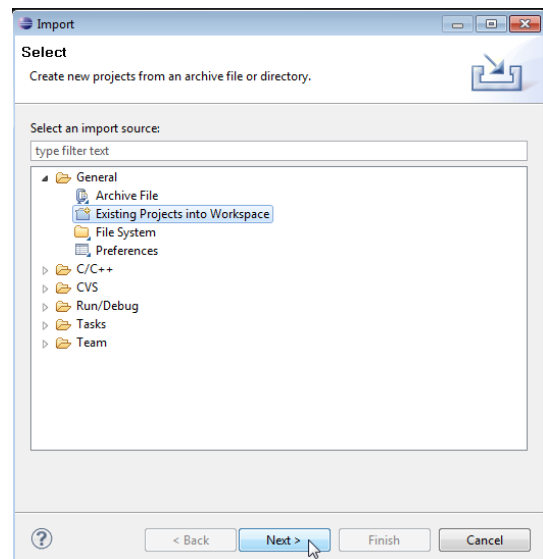 Import
Select
Create new projects from an archive file or directory.
Select an import source:
type filter text
General
Archive File
Existing Projects into Workspace
File System
Preferences
C/C++
CVS
Run/Debug
Tasks
Team
? < Back Next > Finish Cancel